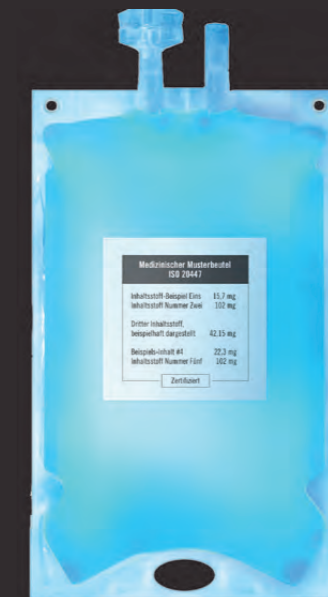 Medizinischer Musterbeutel
ISO 20447
Inhaltsstoff-Beispiel Eins 15,7 mg
Inhaltsstoff Nummer Zwei 102 mg
Dritter Inhaltsstoff,
beispielhaft dargestellt 42,15 mg
Beispiels-Inhalt #4 22,3 mg
Inhaltsstoff Nummer Fünf 102 mg
Zertifiziert